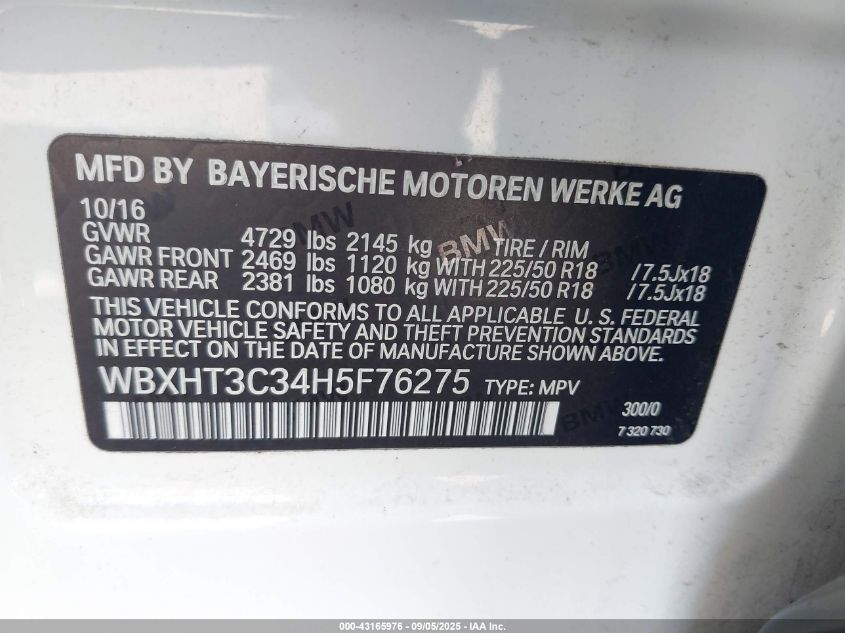 MFD BY BAYERISCHE MOTOREN WERKE AG
10/16
GVWR 4729 lbs 2145 kg TIRE / RIM
GAWR FRONT 2469 lbs 1120 kg WITH 225/50 R18 /7.5Jx18
GAWR REAR 2381 lbs 1080 kg WITH 225/50 R18 /7.5Jx18
THIS VEHICLE CONFORMS TO ALL APPLICABLE U. S. FEDERAL
MOTOR VEHICLE SAFETY AND THEFT PREVENTION STANDARDS
IN EFFECT ON THE DATE OF MANUFACTURE SHOWN ABOVE.
WBXHT3C34H5F76275 TYPE: MPV
300/0
7 320 730
BMW
BMW
BMW
BMW
000-43165976 - 09/05/2025 - IAA Inc.